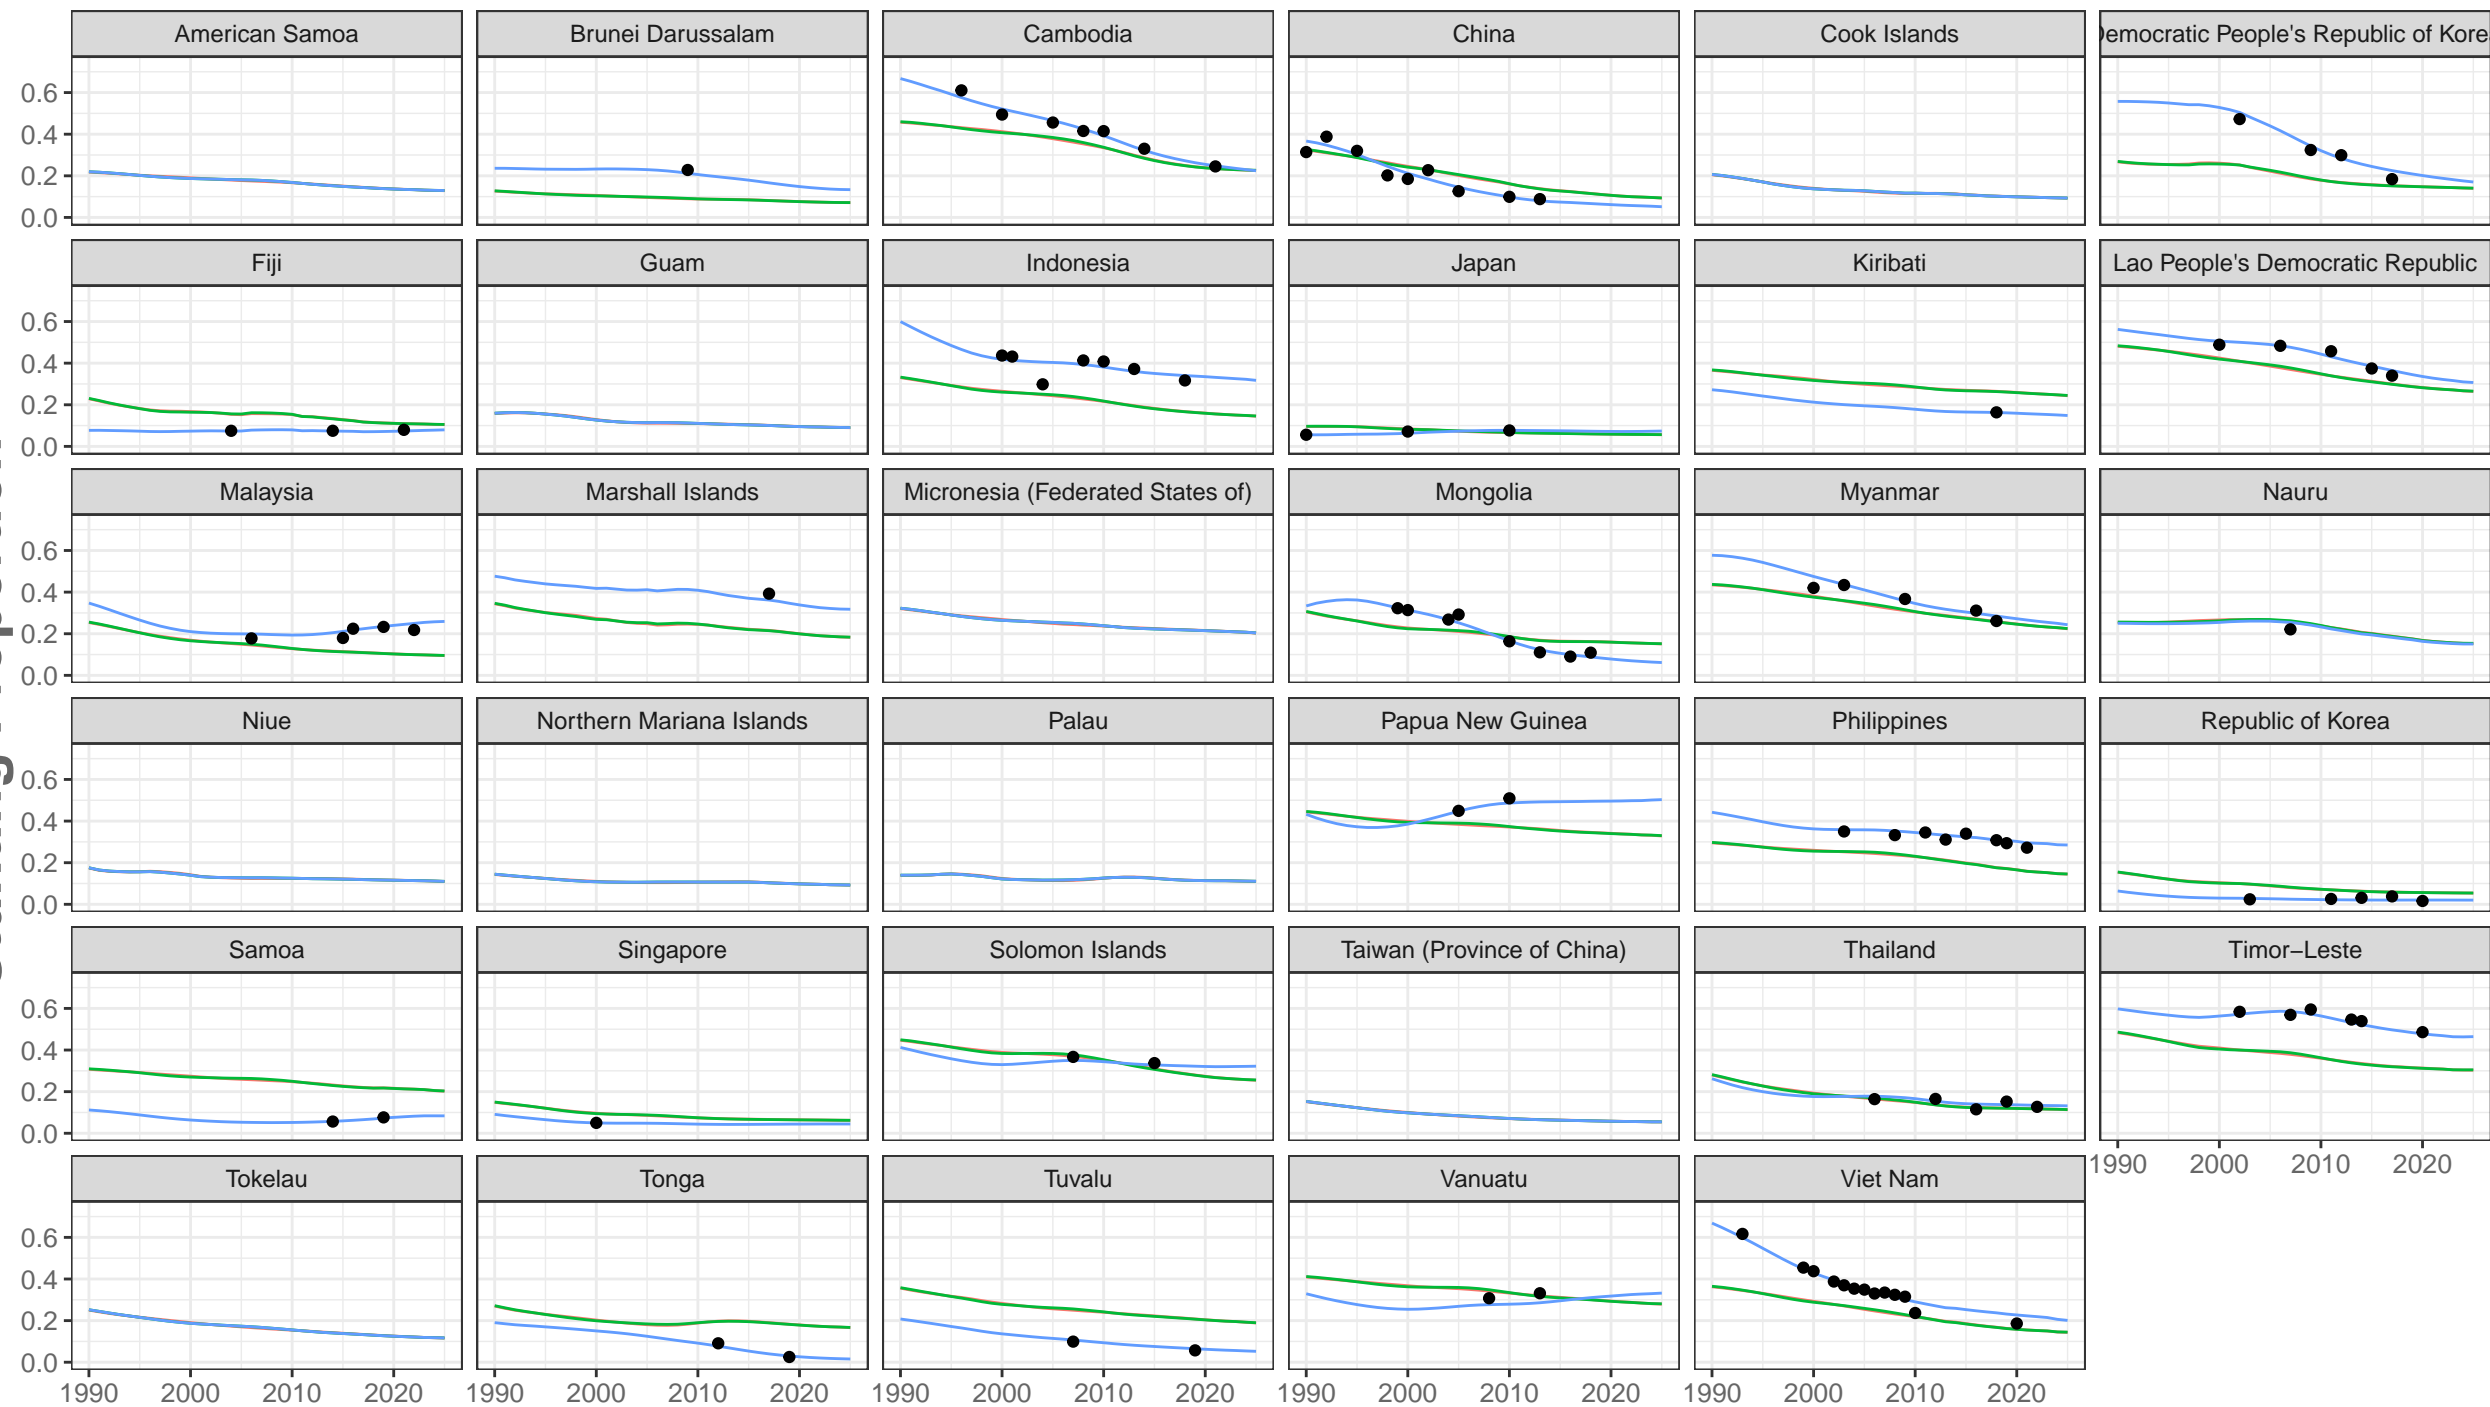 American Samoa
Brunei Darussalam
Cambodia
China
Cook Islands
Democratic People's Republic of Kore
0.6
0.4
0.2
0.0
Fiji
Guam
Indonesia
Japan
Kiribati
Lao People's Democratic Republic
0.6
0.4
0.2
0.0
Malaysia
Marshall Islands
Micronesia (Federated States of)
Mongolia
Myanmar
Nauru
0.6
0.4
0.2
0.0
Niue
Northern Mariana Islands
Palau
Papua New Guinea
Philippines
Republic of Korea
0.6
0.4
0.2
0.0
Samoa
Singapore
Solomon Islands
Taiwan (Province of China)
Thailand
Timor−Leste
0.6
0.4
0.2
0.0
1990 2000 2010 2020
Tokelau
Tonga
Tuvalu
Vanuatu
Viet Nam
0.6
0.4
0.2
0.0
1990 2000 2010 2020
1990 2000 2010 2020
1990 2000 2010 2020
1990 2000 2010 2020
1990 2000 2010 2020